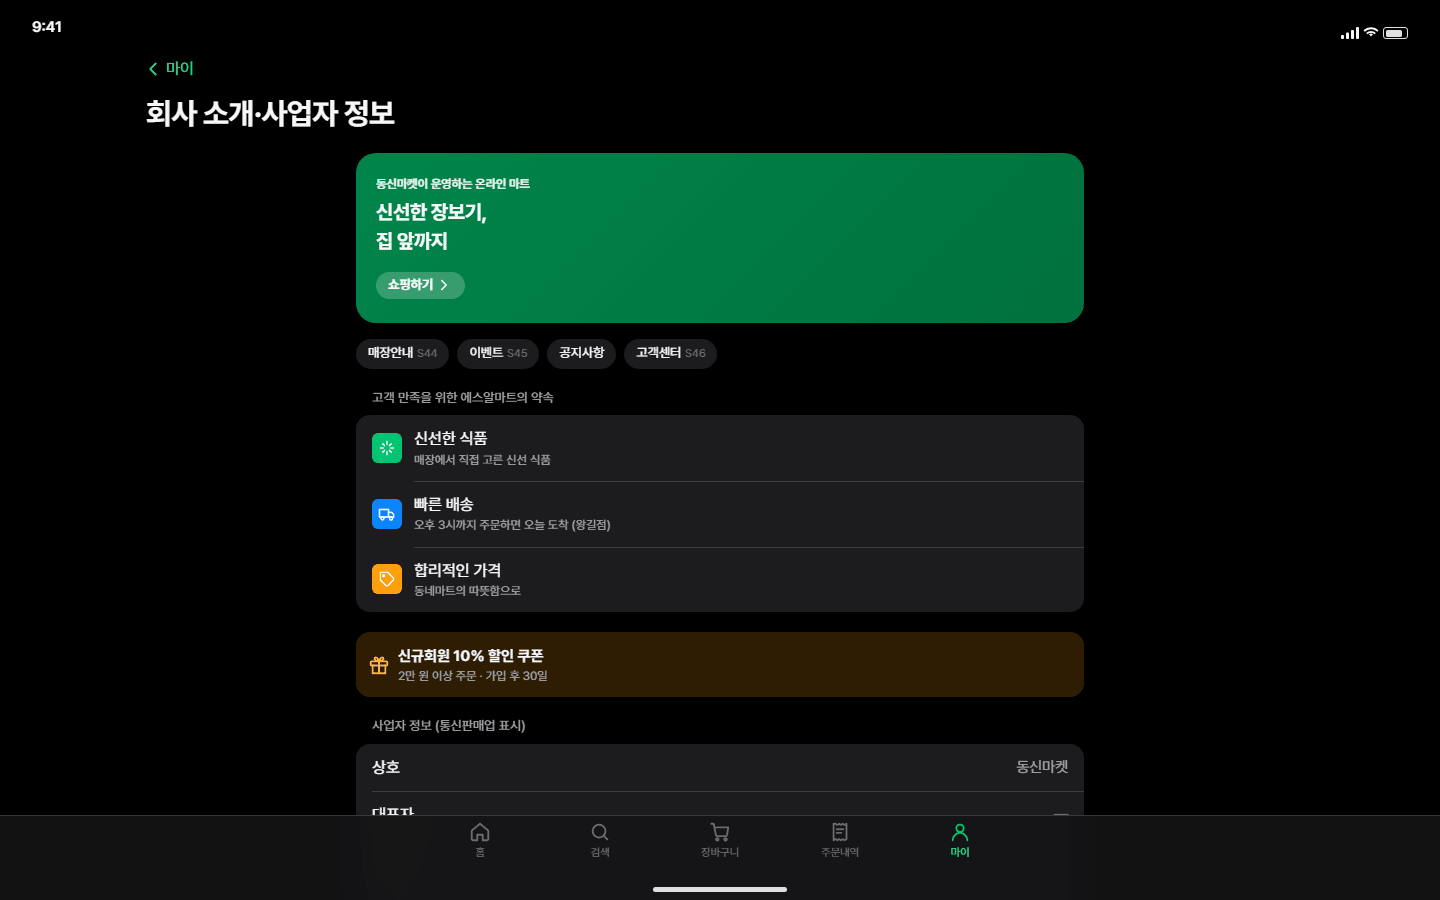 9:41
마이
회사 소개·사업자 정보
동신마켓이 운영하는 온라인 마트
신선한 장보기,
집 앞까지
쇼핑하기
매장안내 S44 이벤트 S45 공지사항 고객센터 S46
고객 만족을 위한 에스알마트의 약속
신선한 식품
매장에서 직접 고른 신선 식품
빠른 배송
오후 3시까지 주문하면 오늘 도착 (왕길점)
합리적인 가격
동네마트의 따뜻함으로
신규회원 10% 할인 쿠폰
2만 원 이상 주문 · 가입 후 30일
사업자 정보 (통신판매업 표시)
상호 동신마켓
대표자
홈 검색 장바구니 주문내역 마이